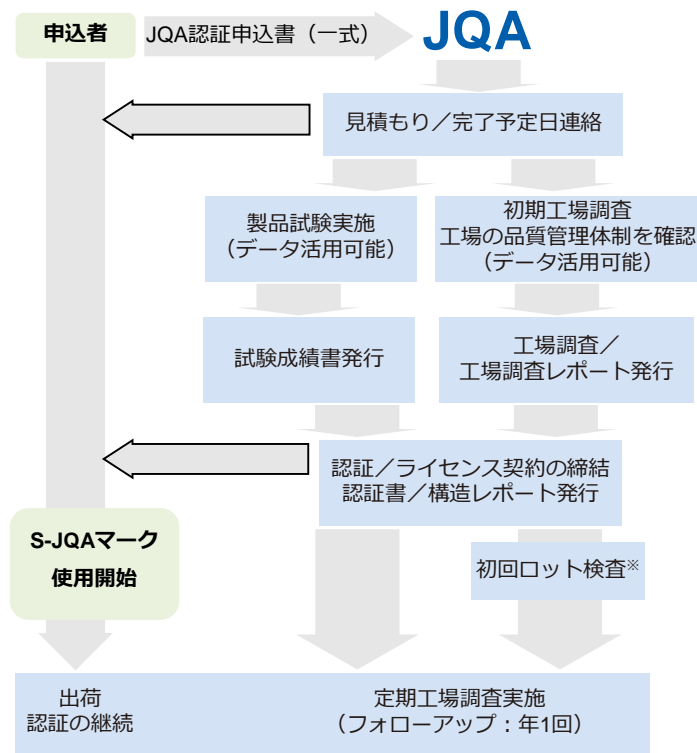 申込者
JQA認証申込書（一式）
JQA
見積もり／完了予定日連絡
製品試験実施
（データ活用可能）
初期工場調査
工場の品質管理体制を確認
（データ活用可能）
試験成績書発行
工場調査／
工場調査レポート発行
認証／ライセンス契約の締結
認証書／構造レポート発行
S-JQAマーク
使用開始
初回ロット検査※
出荷
認証の継続
定期工場調査実施
（フォローアップ：年1回）